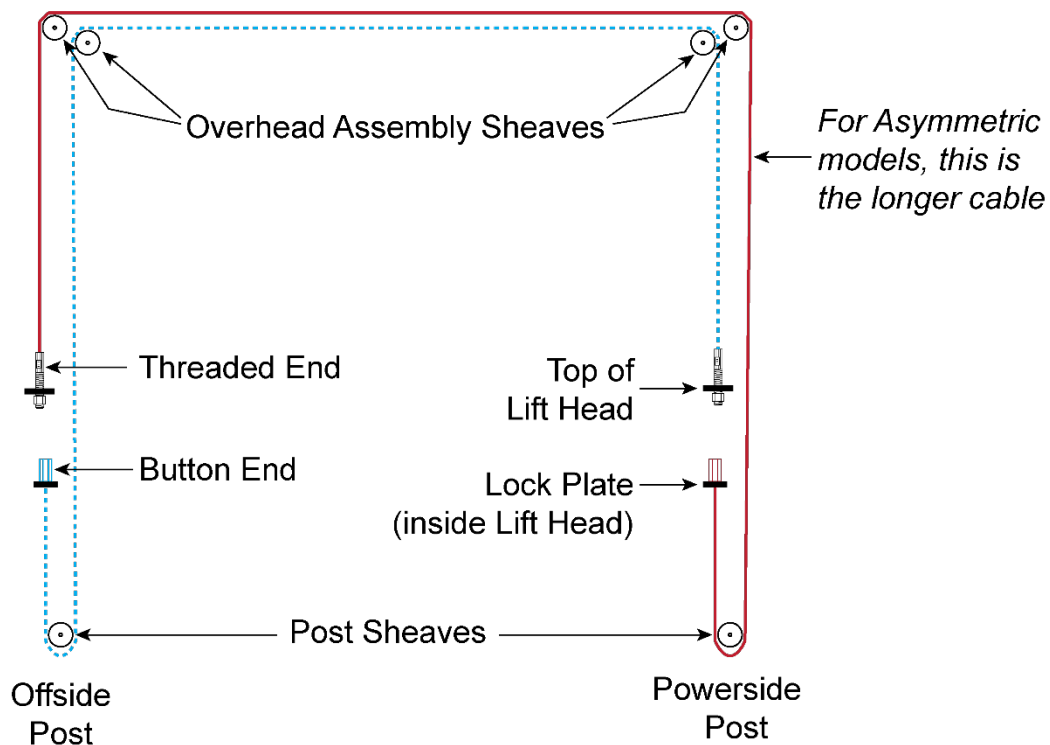 Overhead Assembly Sheaves
For Asymmetric
models, this is
the longer cable
Threaded End
Top of
Lift Head
Button End
Lock Plate
(inside Lift Head)
Post Sheaves
Offside
Post
Powerside
Post